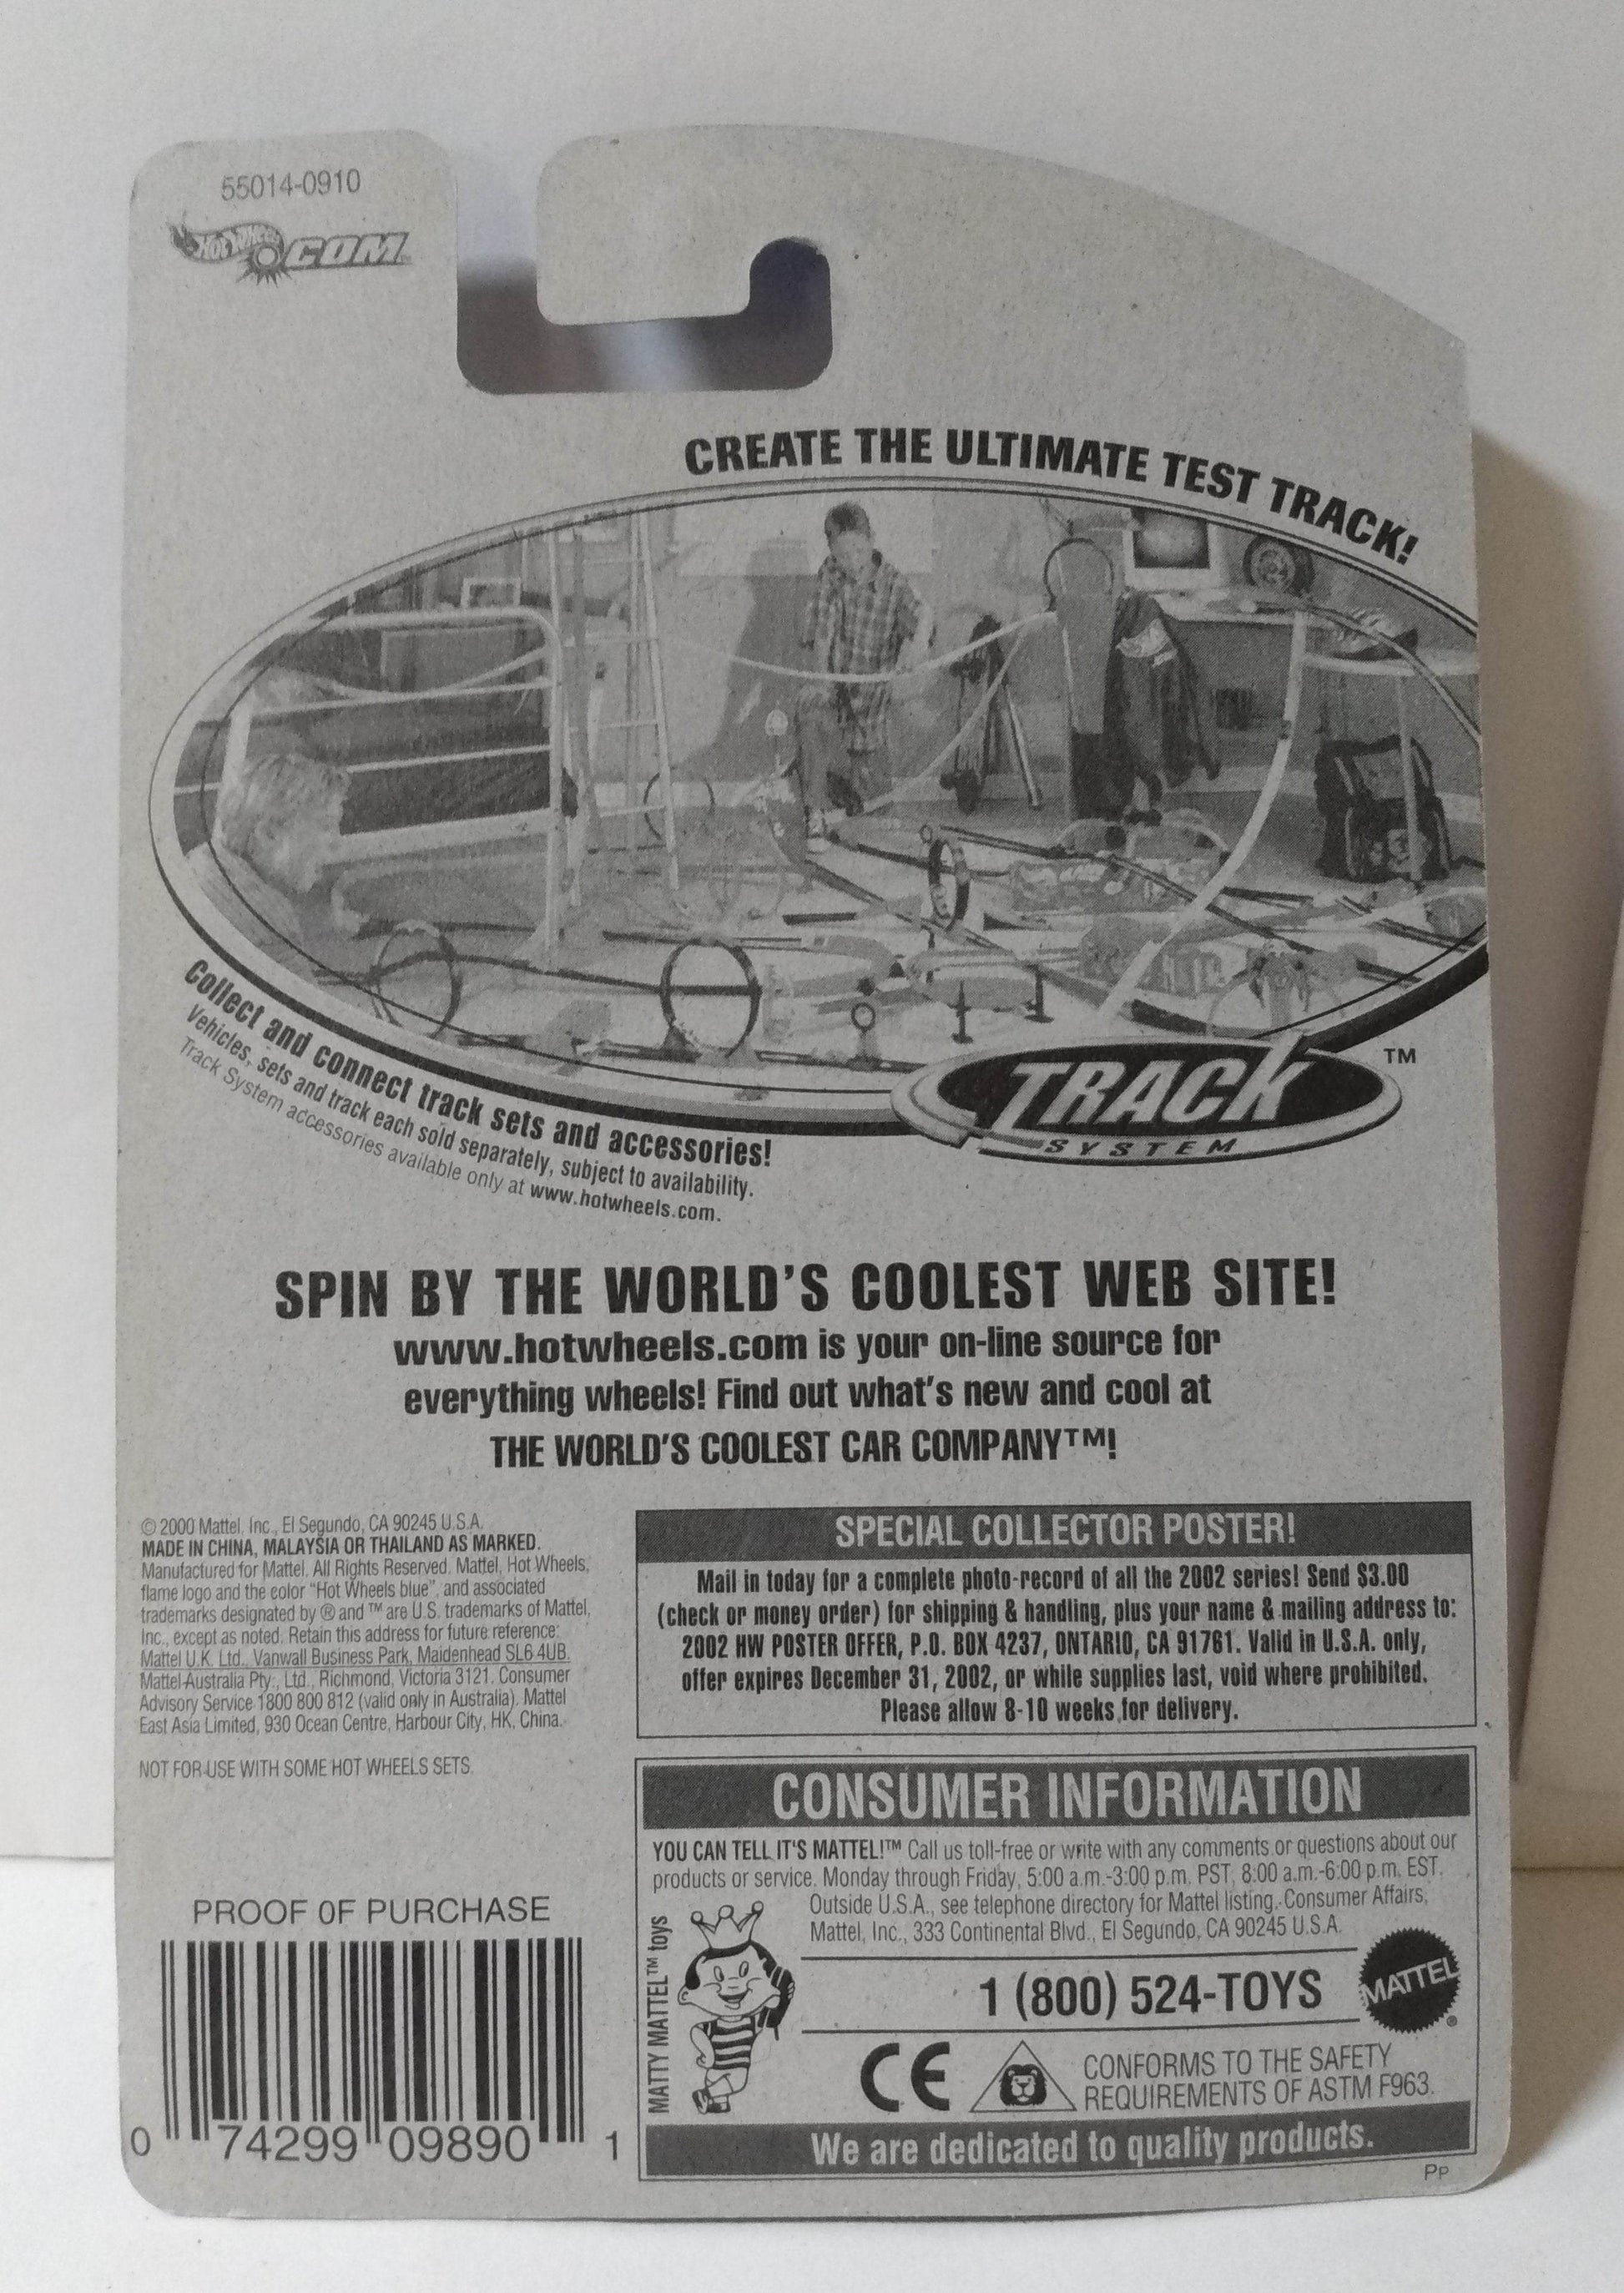 55014-0910
HOT WHEELS.COM
CREATE THE ULTIMATE TEST TRACK!
Collect and connect track sets and accessories!
Vehicles, sets and track each sold separately, subject to availability.
Track System accessories available only at www.hotwheels.com.
TRACK™
SYSTEM
SPIN BY THE WORLD'S COOLEST WEB SITE!
www.hotwheels.com is your on-line source for
everything wheels! Find out what's new and cool at
THE WORLD'S COOLEST CAR COMPANY™!
© 2000 Mattel, Inc., El Segundo, CA 90245 U.S.A.
MADE IN CHINA, MALAYSIA OR THAILAND AS MARKED.
Manufactured for Mattel. All Rights Reserved. Mattel, Hot Wheels,
flame logo and the color "Hot Wheels blue", and associated
trademarks designated by ® and ™ are U.S. trademarks of Mattel,
Inc., except as noted. Retain this address for future reference:
Mattel U.K. Ltd., Vanwall Business Park, Maidenhead SL6 4UB.
Mattel Australia Pty., Ltd., Richmond, Victoria 3121. Consumer
Advisory Service 1800 800 812 (valid only in Australia). Mattel
East Asia Limited, 930 Ocean Centre, Harbour City, HK, China.
NOT FOR USE WITH SOME HOT WHEELS SETS.
SPECIAL COLLECTOR POSTER!
Mail in today for a complete photo-record of all the 2002 series! Send $3.00
(check or money order) for shipping & handling, plus your name & mailing address to:
2002 HW POSTER OFFER, P.O. BOX 4237, ONTARIO, CA 91761. Valid in U.S.A. only,
offer expires December 31, 2002, or while supplies last, void where prohibited.
Please allow 8-10 weeks for delivery.
CONSUMER INFORMATION
YOU CAN TELL IT'S MATTEL!™ Call us toll-free or write with any comments or questions about our
products or service. Monday through Friday, 5:00 a.m.-3:00 p.m. PST, 8:00 a.m.-6:00 p.m. EST.
Outside U.S.A., see telephone directory for Mattel listing. Consumer Affairs,
Mattel, Inc., 333 Continental Blvd., El Segundo, CA 90245 U.S.A.
MATTY MATTEL™ toys
1 (800) 524-TOYS
MATTEL®
CE
CONFORMS TO THE SAFETY
REQUIREMENTS OF ASTM F963.
We are dedicated to quality products.
PP
PROOF OF PURCHASE
0 74299 09890 1